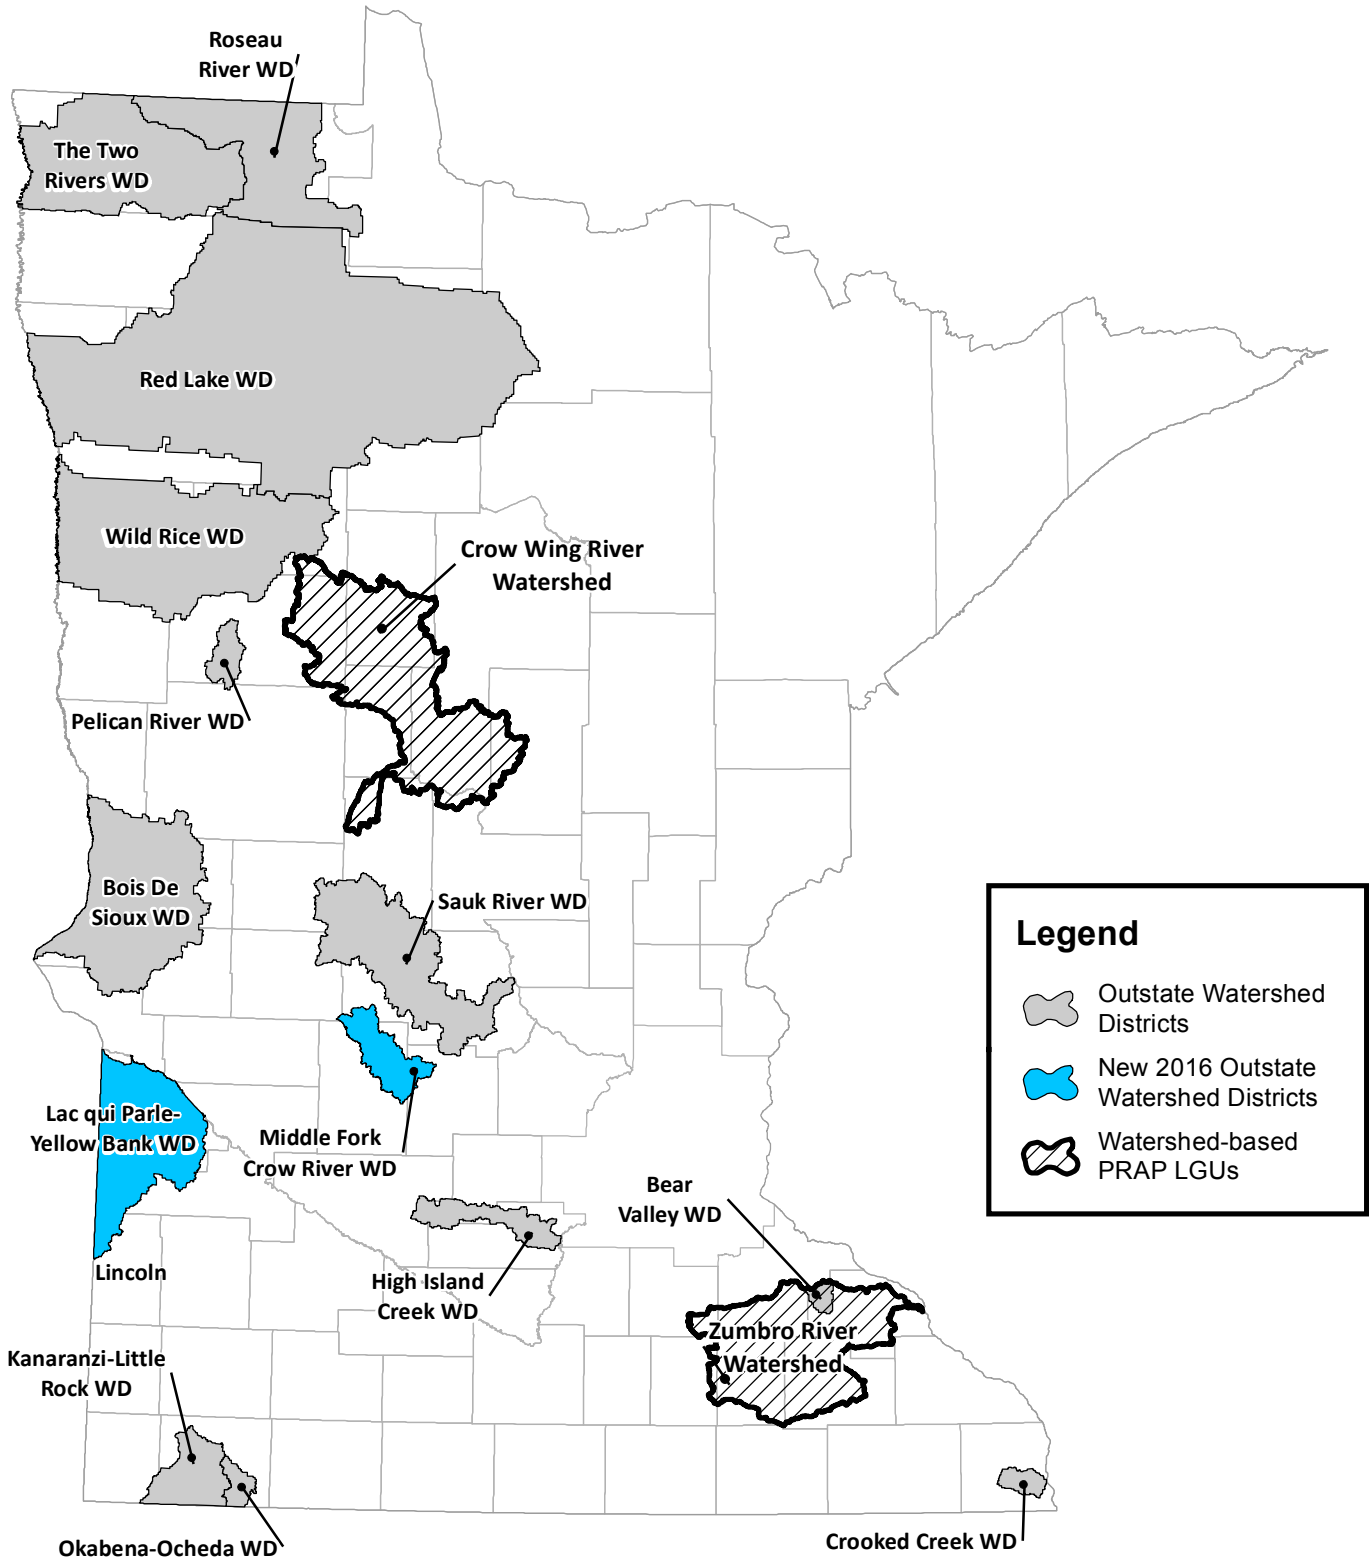 Roseau
River WD
The Two
Rivers WD
Red Lake WD
Wild Rice WD
Crow Wing River
Watershed
Pelican River WD
Bois De
Sioux WD
Sauk River WD
Legend
Outstate Watershed
Districts
New 2016 Outstate
Watershed Districts
Watershed-based
PRAP LGUs
Lac qui Parle-
Yellow Bank WD
Middle Fork
Crow River WD
Bear
Valley WD
Lincoln
High Island
Creek WD
Zumbro River
Watershed
Kanaranzi-Little
Rock WD
Okabena-Ocheda WD
Crooked Creek WD